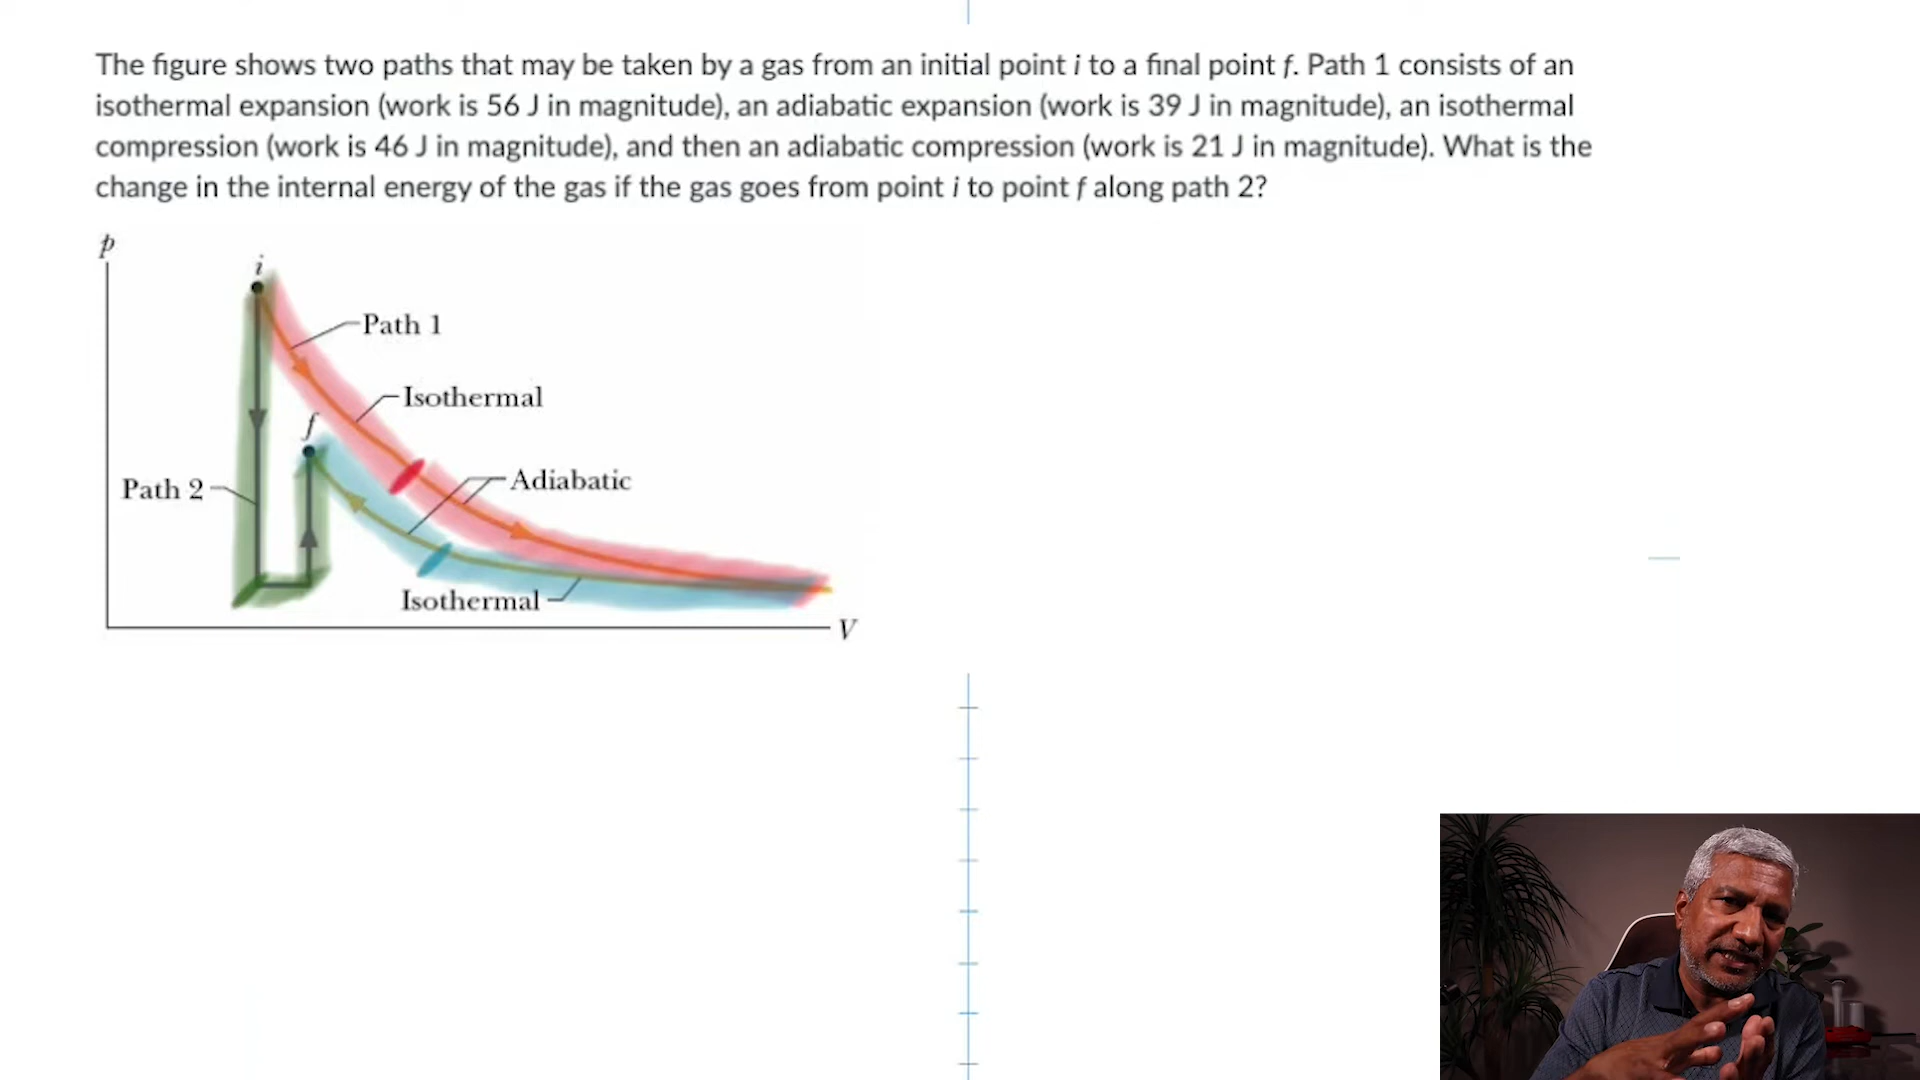 The figure shows two paths that may be taken by a gas from an initial point i to a final point f. Path 1 consists of an
isothermal expansion (work is 56 J in magnitude), an adiabatic expansion (work is 39 J in magnitude), an isothermal
compression (work is 46 J in magnitude), and then an adiabatic compression (work is 21 J in magnitude). What is the
change in the internal energy of the gas if the gas goes from point i to point f along path 2?
p
i
Path 1
Isothermal
f
Adiabatic
Path 2
Isothermal
V